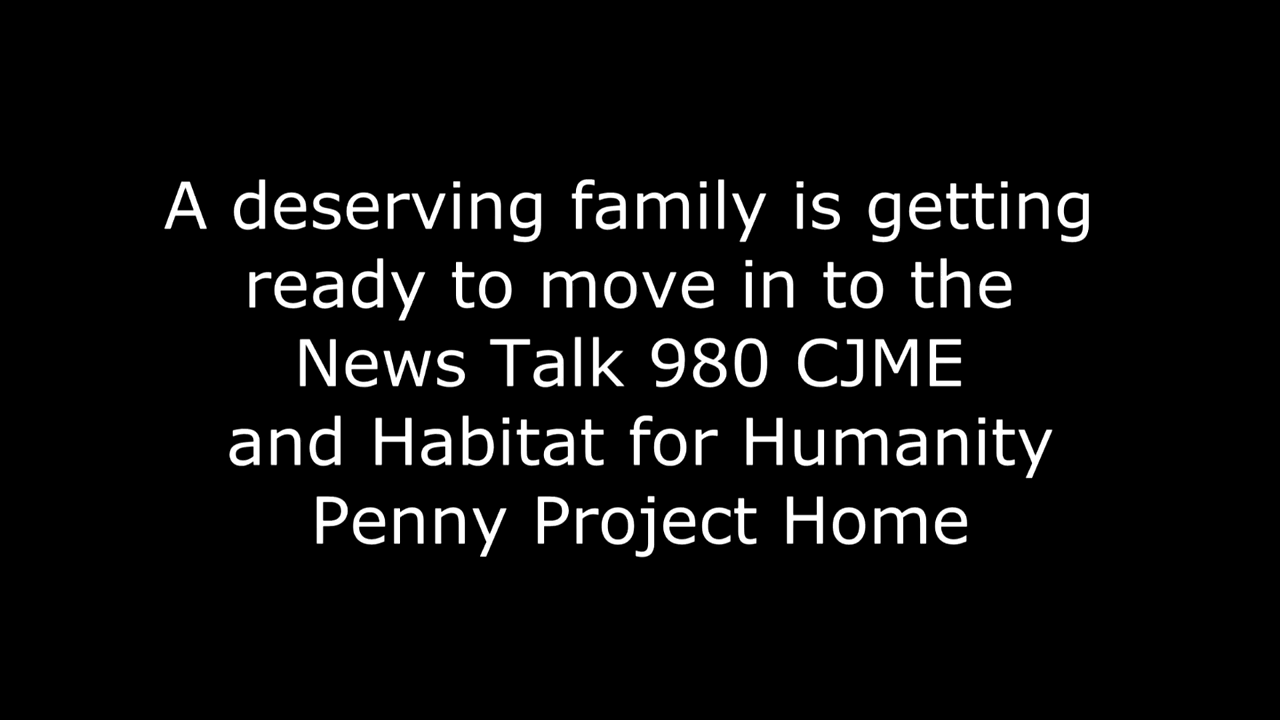 A deserving family is getting
ready to move in to the
News Talk 980 CJME
and Habitat for Humanity
Penny Project Home